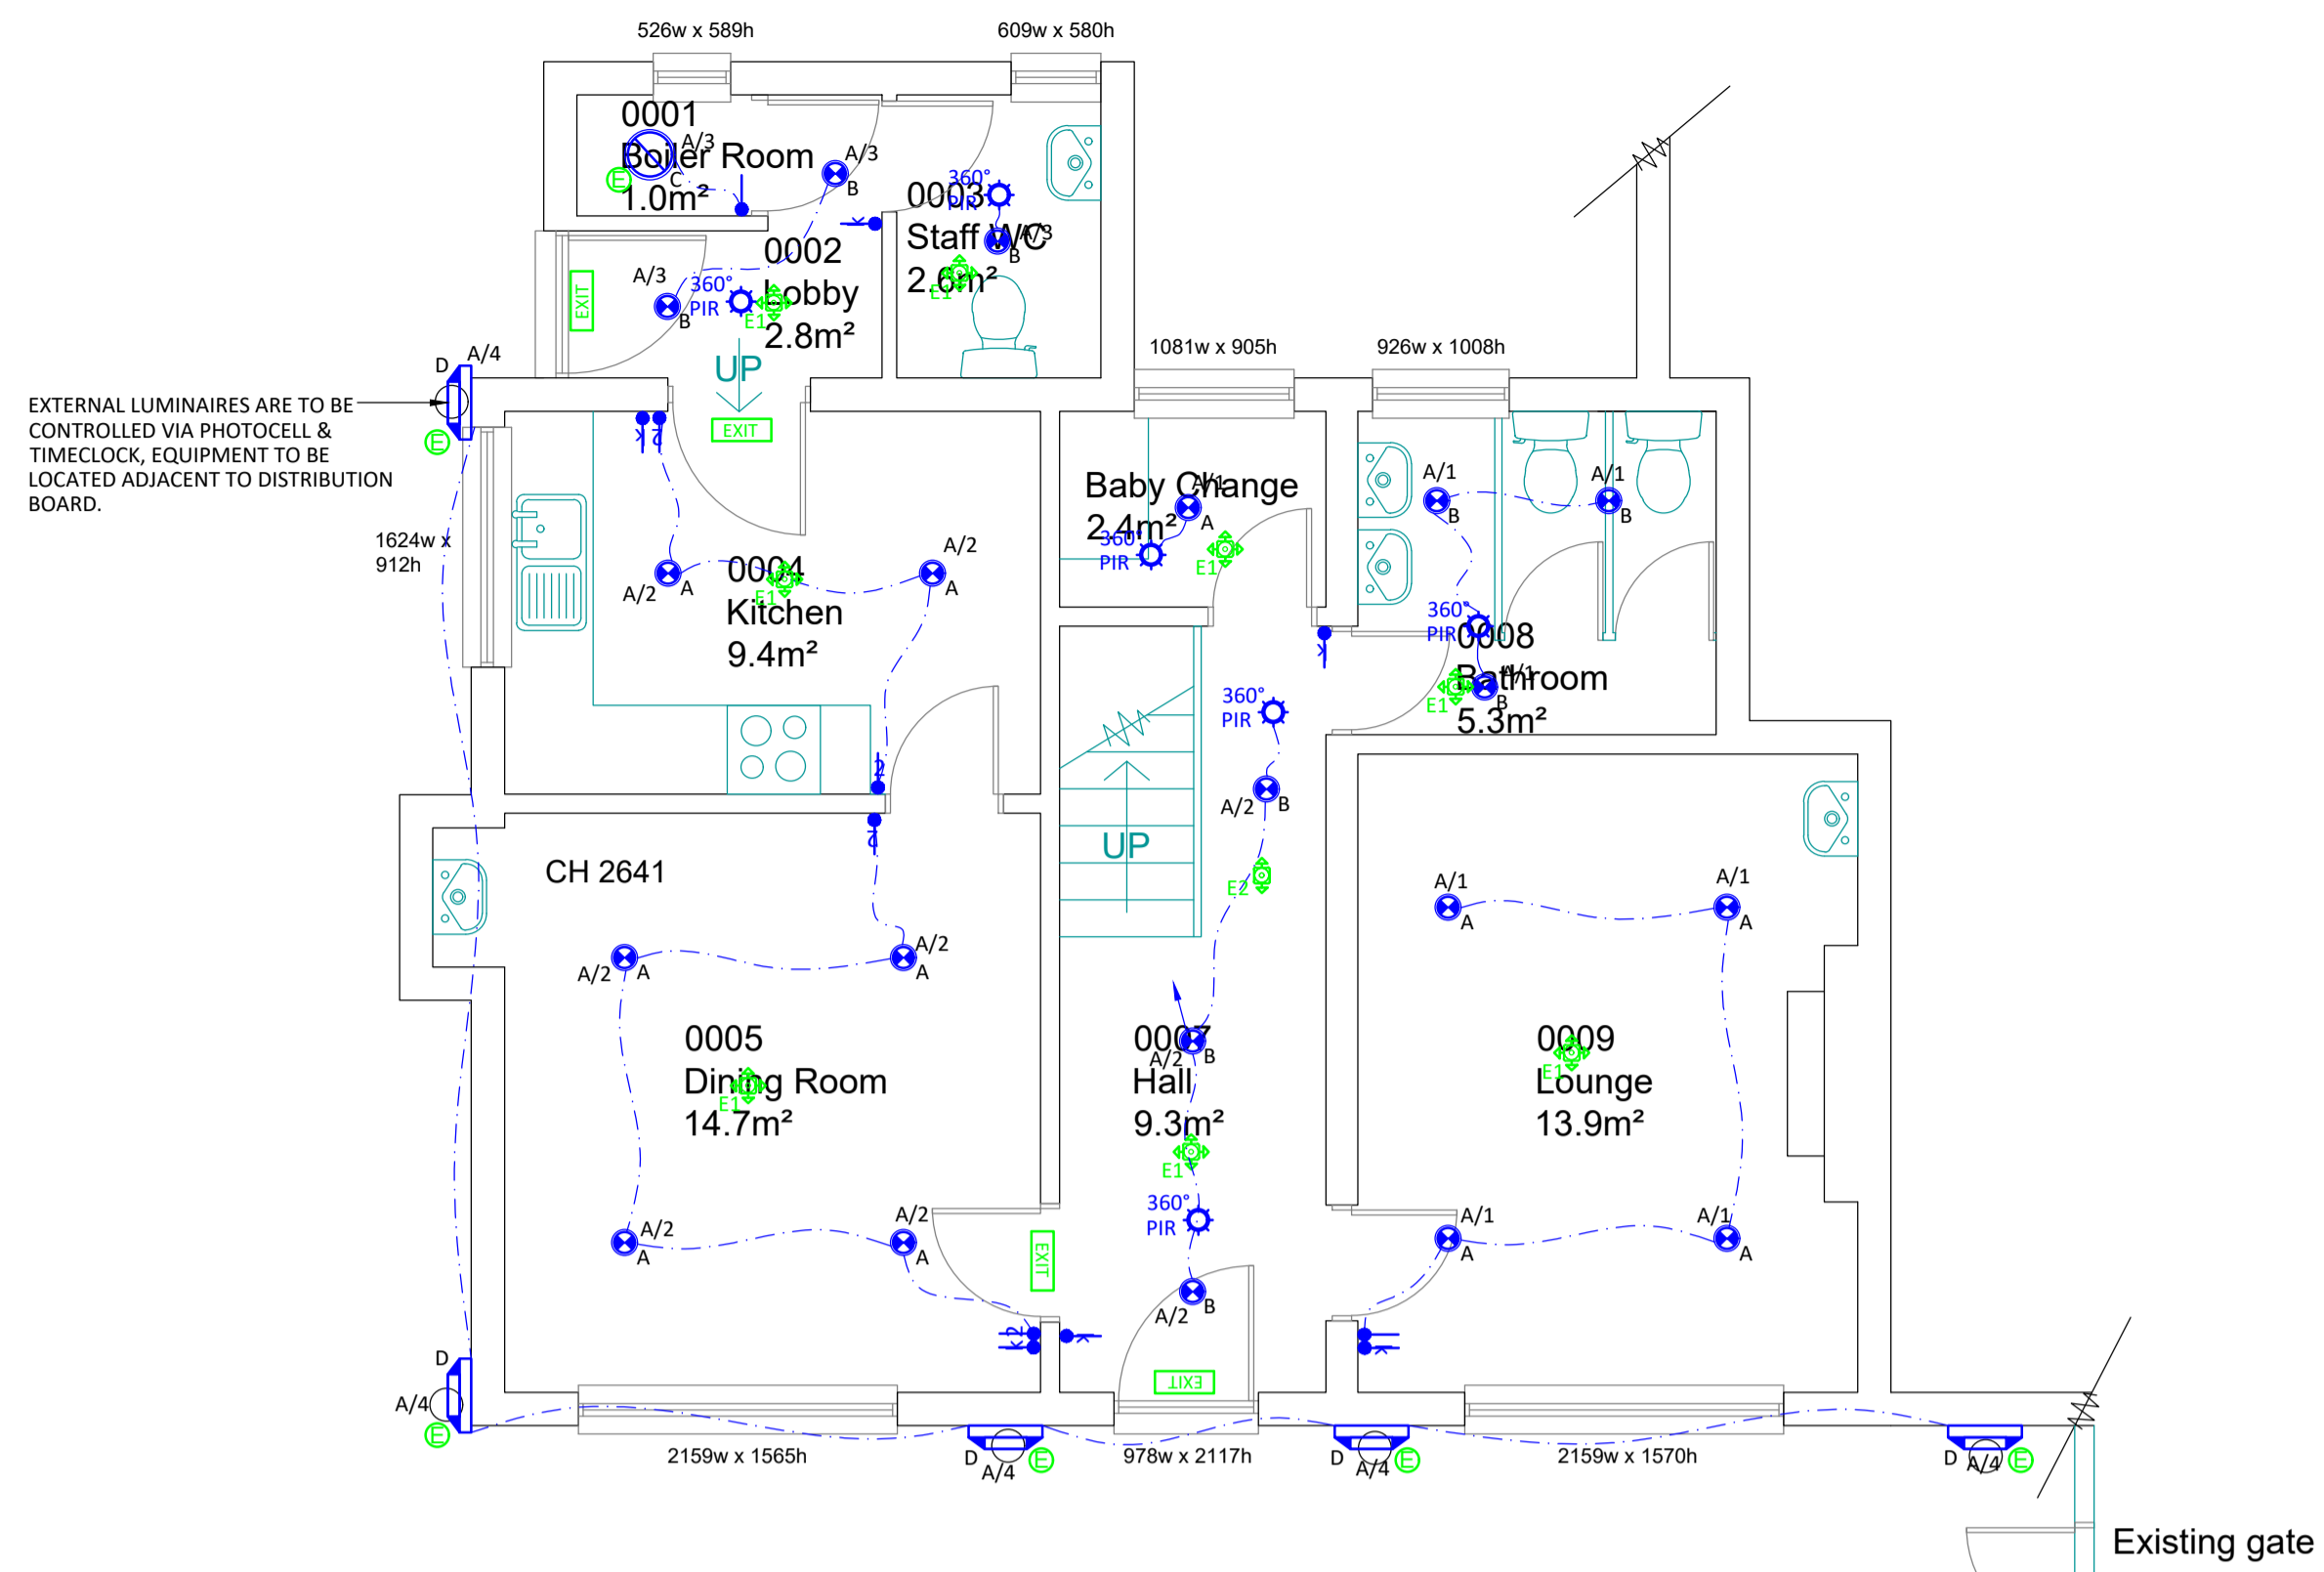 526w x 589h
609w x 580h
0001
Boiler Room
1.0m²
A/3
C
E
A/3
B
0003
Staff WC
2.6m²
360°
PIR
A/3
B
E1
0002
Lobby
2.8m²
A/3
B
360°
PIR
E1
EXIT
UP
EXIT
1081w x 905h
926w x 1008h
D
A/4
E
EXTERNAL LUMINAIRES ARE TO BE
CONTROLLED VIA PHOTOCELL &
TIMECLOCK, EQUIPMENT TO BE
LOCATED ADJACENT TO DISTRIBUTION
BOARD.
K
K
2
1624w x
912h
0004
Kitchen
9.4m²
A/2
A
A/2
A
E1
2
2
Baby Change
2.4m²
A/1
A
360°
PIR
E1
A/1
B
A/1
B
360°
PIR
0008
Bathroom
5.3m²
A/1
B
E1
K
360°
PIR
A/2
B
UP
E2
CH 2641
A/2
A
A/2
A
0005
Dining Room
14.7m²
E1
A/2
A
A/2
A
EXIT
2
K
K
0007
Hall
9.3m²
A/2
B
E1
360°
PIR
A/2
B
EXIT
A/1
A
A/1
A
0009
Lounge
13.9m²
E1
A/1
A
A/1
A
K
D
A/4
E
2159w x 1565h
D
A/4
E
978w x 2117h
D
A/4
E
2159w x 1570h
D
A/4
E
Existing gate